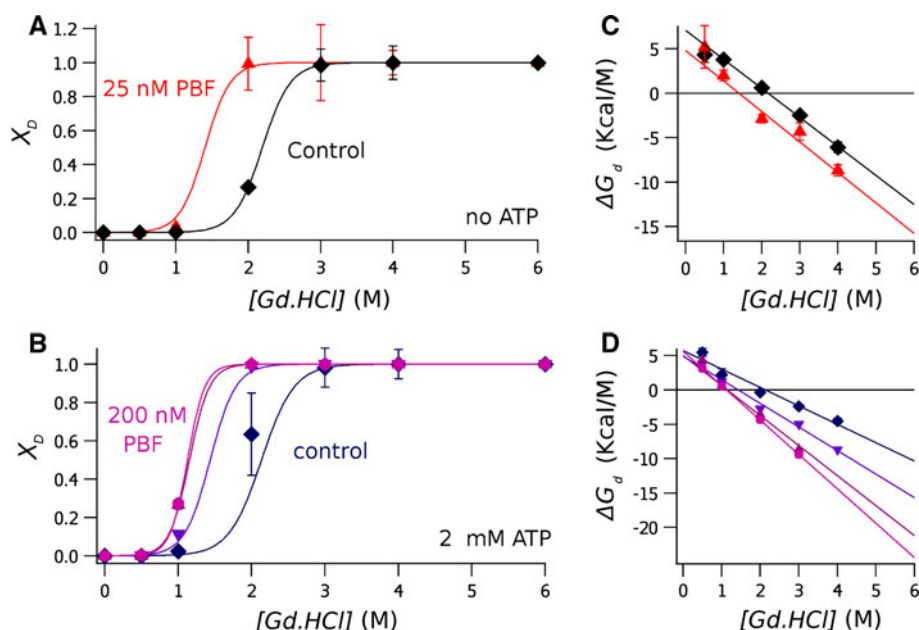 A
1.2
1.0
0.8
0.6
0.4
0.2
0.0
X_D
25 nM PBF
Control
no ATP
0 1 2 3 4 5 6
[Gd.HCl] (M)
C
5
0
-5
-10
-15
ΔG_d (Kcal/M)
0 1 2 3 4 5 6
[Gd.HCl] (M)
B
1.0
0.8
0.6
0.4
0.2
0.0
X_D
200 nM
PBF
control
2 mM ATP
0 1 2 3 4 5 6
[Gd.HCl] (M)
D
5
0
-5
-10
-15
-20
ΔG_d (Kcal/M)
0 1 2 3 4 5 6
[Gd.HCl] (M)